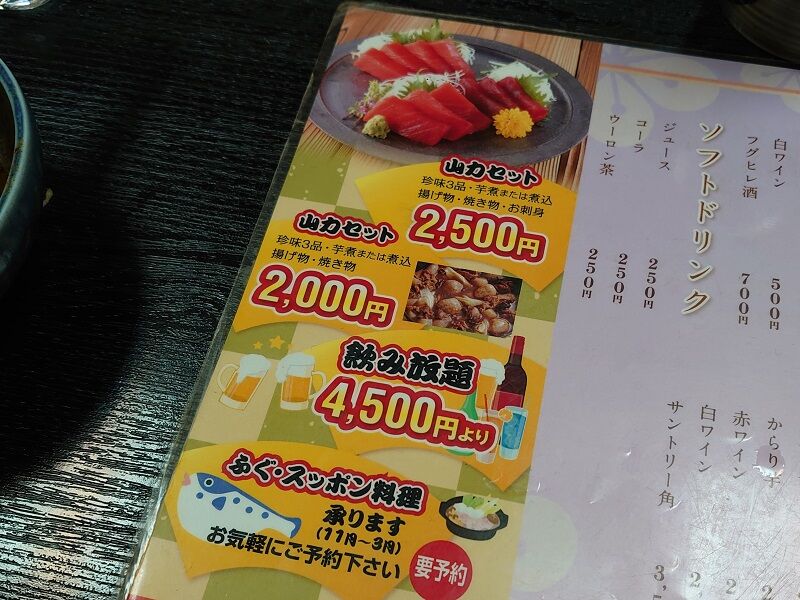 山力セット
珍味3品・芋煮または煮込
揚げ物・焼き物・お刺身
2,500円
山力セット
珍味3品・芋煮または煮込
揚げ物・焼き物
2,000円
飲み放題
4,500円より
ふぐ・スッポン料理
承ります
(11月～3月)
お気軽にご予約下さい
要予約
白ワイン 500円
フグヒレ酒 700円
ソフトドリンク
ジュース 250円
コーラ 250円
ウーロン茶 250円
からり芋
赤ワイン
白ワイン
サントリー角